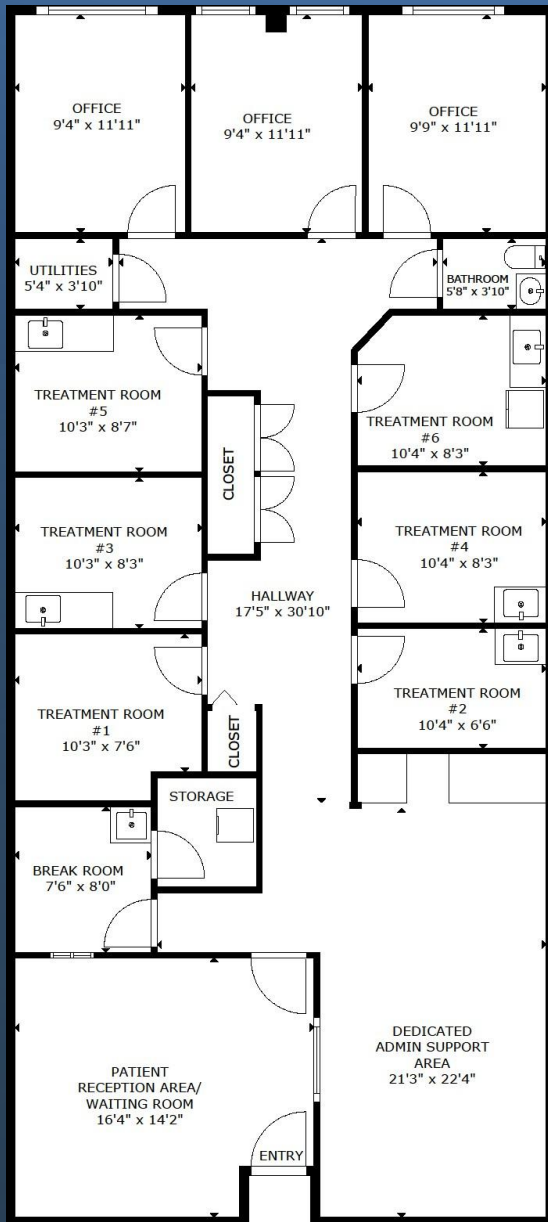 OFFICE
9'4" x 11'11"
OFFICE
9'4" x 11'11"
OFFICE
9'9" x 11'11"
UTILITIES
5'4" x 3'10"
BATHROOM
5'8" x 3'10"
TREATMENT ROOM
#5
10'3" x 8'7"
TREATMENT ROOM
#6
10'4" x 8'3"
CLOSET
TREATMENT ROOM
#3
10'3" x 8'3"
TREATMENT ROOM
#4
10'4" x 8'3"
HALLWAY
17'5" x 30'10"
TREATMENT ROOM
#1
10'3" x 7'6"
TREATMENT ROOM
#2
10'4" x 6'6"
CLOSET
STORAGE
BREAK ROOM
7'6" x 8'0"
PATIENT
RECEPTION AREA/
WAITING ROOM
16'4" x 14'2"
DEDICATED
ADMIN SUPPORT
AREA
21'3" x 22'4"
ENTRY